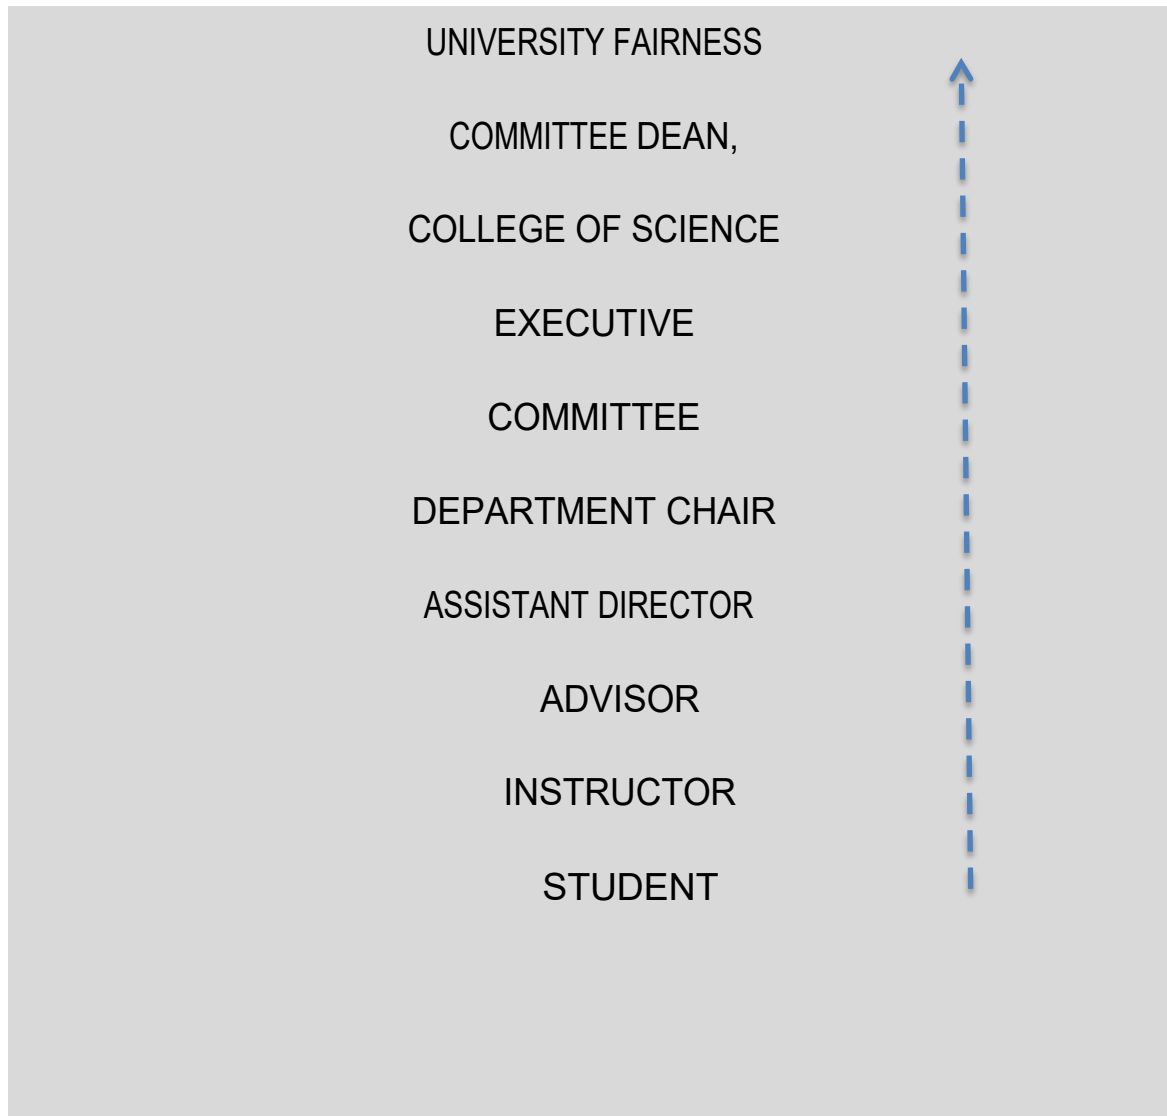 UNIVERSITY FAIRNESS
COMMITTEE DEAN,
COLLEGE OF SCIENCE
EXECUTIVE
COMMITTEE
DEPARTMENT CHAIR
ASSISTANT DIRECTOR
ADVISOR
INSTRUCTOR
STUDENT